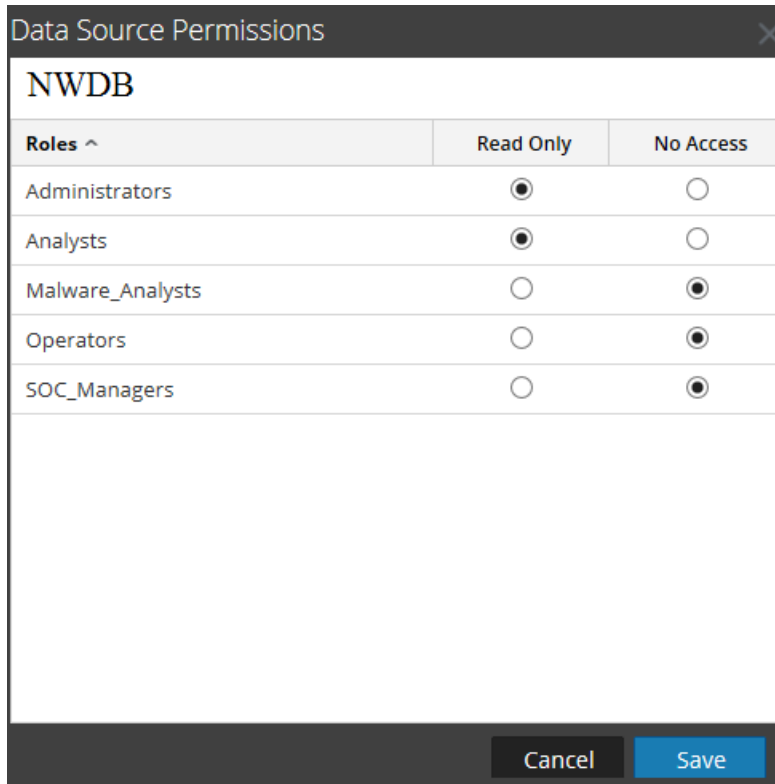 Data Source Permissions
NWDB
Roles Read Only No Access
Administrators
Analysts
Malware_Analysts
Operators
SOC_Managers
Cancel Save